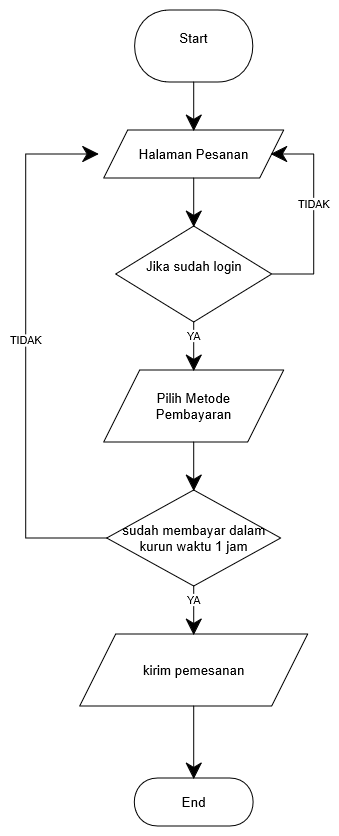 Start
Halaman Pesanan
TIDAK
Jika sudah login
YA
TIDAK
Pilih Metode
Pembayaran
sudah membayar dalam
kurun waktu 1 jam
YA
kirim pemesanan
End